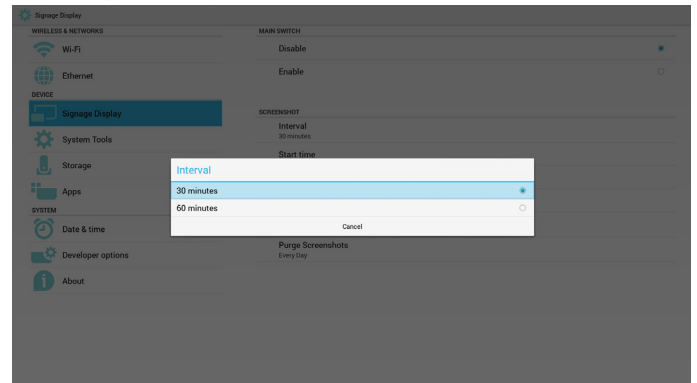 Signage Display
WIRELESS & NETWORKS
Wi-Fi
Ethernet
DEVICE
Signage Display
System Tools
Storage
Apps
SYSTEM
Date & time
Developer options
About
MAIN SWITCH
Disable
Enable
SCREENSHOT
Interval
30 minutes
Start time
Interval
30 minutes
60 minutes
Cancel
Purge Screenshots
Every Day